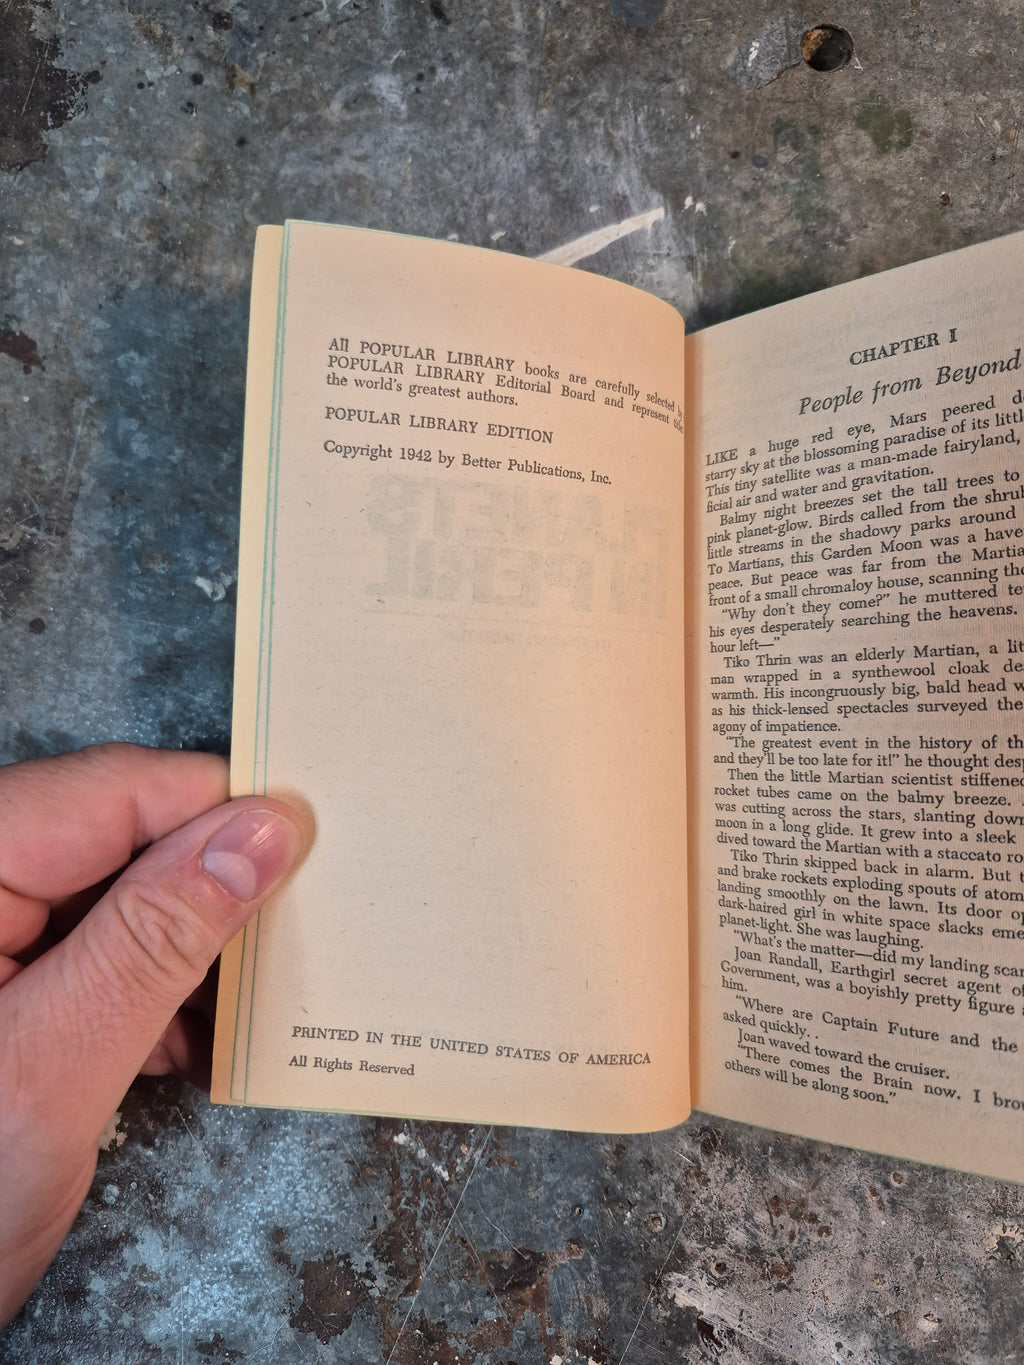 All POPULAR LIBRARY books are carefully selected by
POPULAR LIBRARY Editorial Board and represent titles
the world's greatest authors.
POPULAR LIBRARY EDITION
Copyright 1942 by Better Publications, Inc.
PRINTED IN THE UNITED STATES OF AMERICA
All Rights Reserved
CHAPTER I
People from Beyond
LIKE a huge red eye, Mars peered
starry sky at the blossoming paradise of its
This tiny satellite was a man-made fairyland,
ficial air and water and gravitation.
Balmy night breezes set the tall trees to
pink planet-glow. Birds called from the
little streams in the shadowy parks around
To Martians, this Garden Moon was a
peace. But peace was far from the
front of a small chromaloy house, scanning
"Why don't they come?" he muttered
his eyes desperately searching the heavens.
hour left—"
Tiko Thrin was an elderly Martian, a
man wrapped in a synthewool cloak
warmth. His incongruously big, bald head
as his thick-lensed spectacles surveyed the
agony of impatience.
"The greatest event in the history of
and they'll be too late for it!" he thought
Then the little Martian scientist
rocket tubes came on the balmy breeze.
was cutting across the stars, slanting
moon in a long glide. It grew into a sleek
dived toward the Martian with a staccato
Tiko Thrin skipped back in alarm. But
and brake rockets exploding spouts of
landing smoothly on the lawn. Its door
dark-haired girl in white space slacks
planet-light. She was laughing.
"What's the matter—did my landing
Joan Randall, Earthgirl secret agent
Government, was a boyishly pretty figure
him.
"Where are Captain Future and the
asked quickly. .
Joan waved toward the cruiser.
"There comes the Brain now. I
others will be along soon."